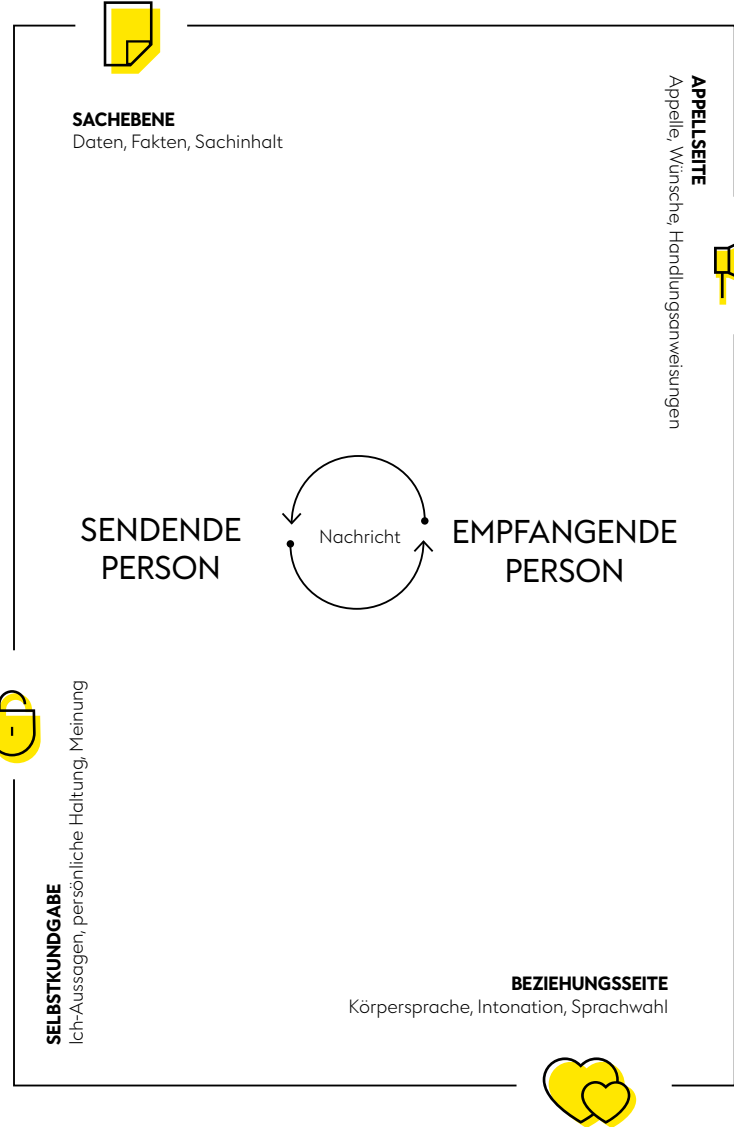 SACHEBENE
Daten, Fakten, Sachinhalt
APPELLSEITE
Appelle, Wünsche, Handlungsanweisungen
SENDENDE
PERSON
Nachricht
EMPFANGENDE
PERSON
SELBSTKUNDGABE
Ich-Aussagen, persönliche Haltung, Meinung
BEZIEHUNGSSEITE
Körpersprache, Intonation, Sprachwahl